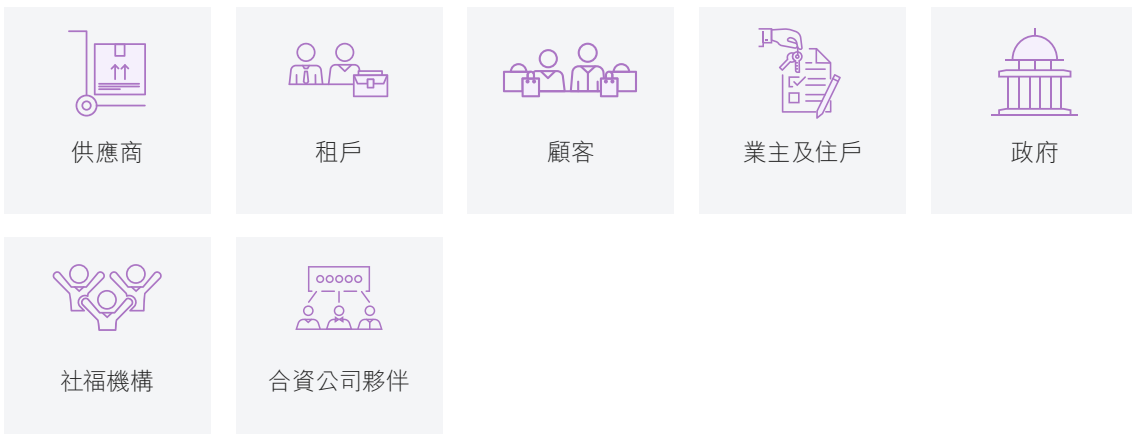 供應商
租戶
顧客
業主及住戶
政府
社福機構
合資公司夥伴